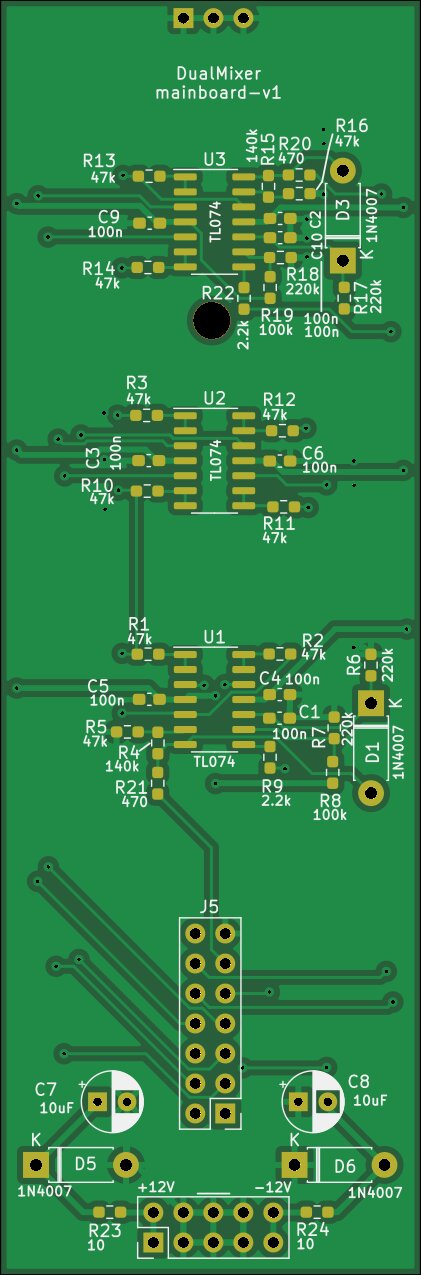 DualMixer
mainboard-v1
R16
47k
140k
R15
R20
470
U3
R13
47k
TL074
C9
100n
C2
C10
D3
1N4007
K
R14
47k
R18
220k
R17
220k
R22
2.2k
R19
100k
100n
100n
R3
47k
U2
R12
47k
C3
100n
TL074
C6
100n
R10
47k
R11
47k
R1
47k
U1
R2
47k
R6
220k
C5
100n
C4
100n
K
C1
100n
R5
47k
R4
140k
TL074
R7
220k
D1
1N4007
R21
470
R9
2.2k
R8
100k
J5
C7
10uF
+
+
C8
10uF
K
D5
1N4007
K
D6
1N4007
+12V
-12V
R23
10
R24
10